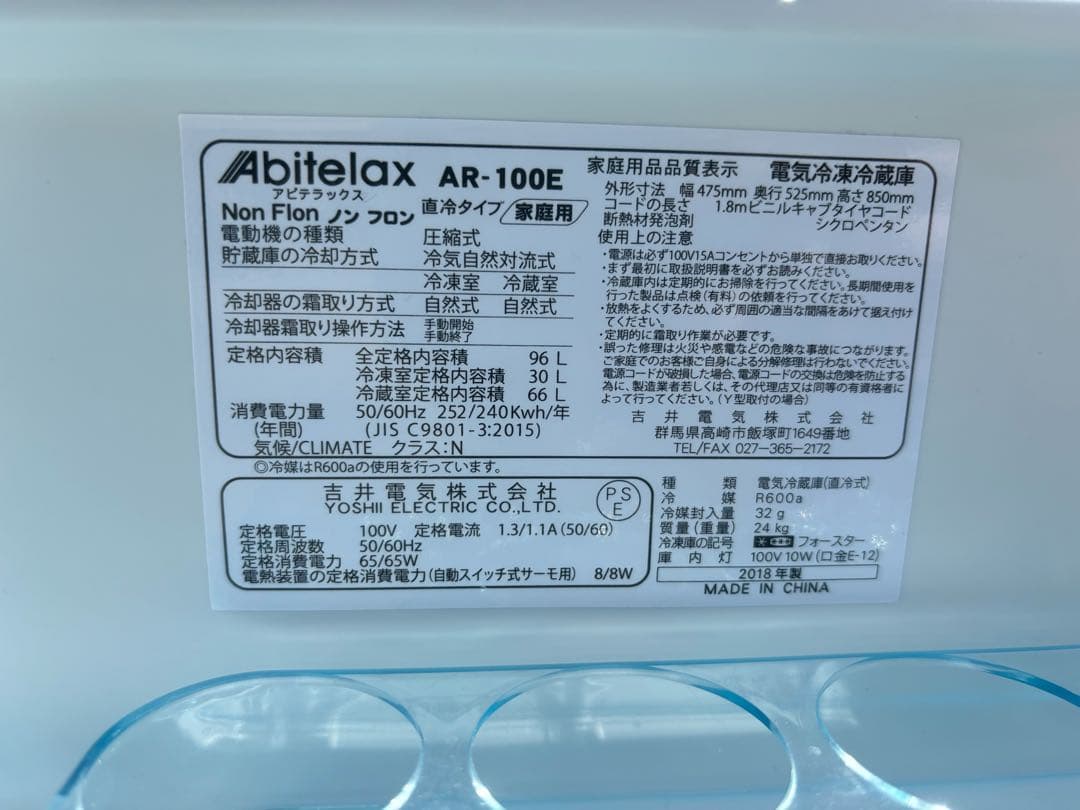 Abitelax AR-100E
アビテラックス
Non Flon ノン フロン 直冷タイプ 家庭用
電動機の種類 圧縮式
貯蔵庫の冷却方式 冷気自然対流式
冷凍室 冷蔵室
冷却器の霜取り方式 自然式 自然式
冷却器霜取り操作方法 手動開始
手動終了
定格内容積 全定格内容積 96 L
冷凍室定格内容積 30 L
冷蔵室定格内容積 66 L
消費電力量 50/60Hz 252/240Kwh/年
(年間) (JIS C9801-3:2015)
気候/CLIMATE クラス:N
家庭用品品質表示 電気冷凍冷蔵庫
外形寸法 幅475mm 奥行525mm 高さ850mm
コードの長さ 1.8mビニルキャブタイヤコード
断熱材発泡剤 シクロペンタン
使用上の注意
・電源は必ず100V15Aコンセントから単独で直接お取りください。
・まず最初に取扱説明書を必ずお読みください。
・冷蔵庫内は定期的にお掃除を行ってください。長期間使用を
行った製品は点検(有料)の依頼を行ってください。
・放熱をよくするため、必ず周囲の適当な間隔をあけて据え付け
てください。
・定期的に霜取り作業が必要です。
・誤った修理は火災や感電などの危険な事故につながります。
ご家庭でのお客様ご自身による分解修理は行わないでください。
電源コードが破損した場合、電源コードの交換は危険を防止する
為に、製造業者若しくは、その代理店又は同等の有資格者に
よって行ってください。(Y型取付の場合)
吉井電気株式会社
群馬県高崎市飯塚町1649番地
TEL/FAX 027-365-2172
◎冷媒はR600aの使用を行っています。
吉井電気株式会社
YOSHII ELECTRIC CO.,LTD.
PS
E
定格電圧 100V 定格電流 1.3/1.1A(50/60)
定格周波数 50/60Hz
定格消費電力 65/65W
電熱装置の定格消費電力(自動スイッチ式サーモ用) 8/8W
種類 電気冷蔵庫(直冷式)
冷媒 R600a
冷媒封入量 32g
質量(重量) 24kg
冷凍庫の記号 フォースター
庫内灯 100V 10W(口金E-12)
2018年製
MADE IN CHINA